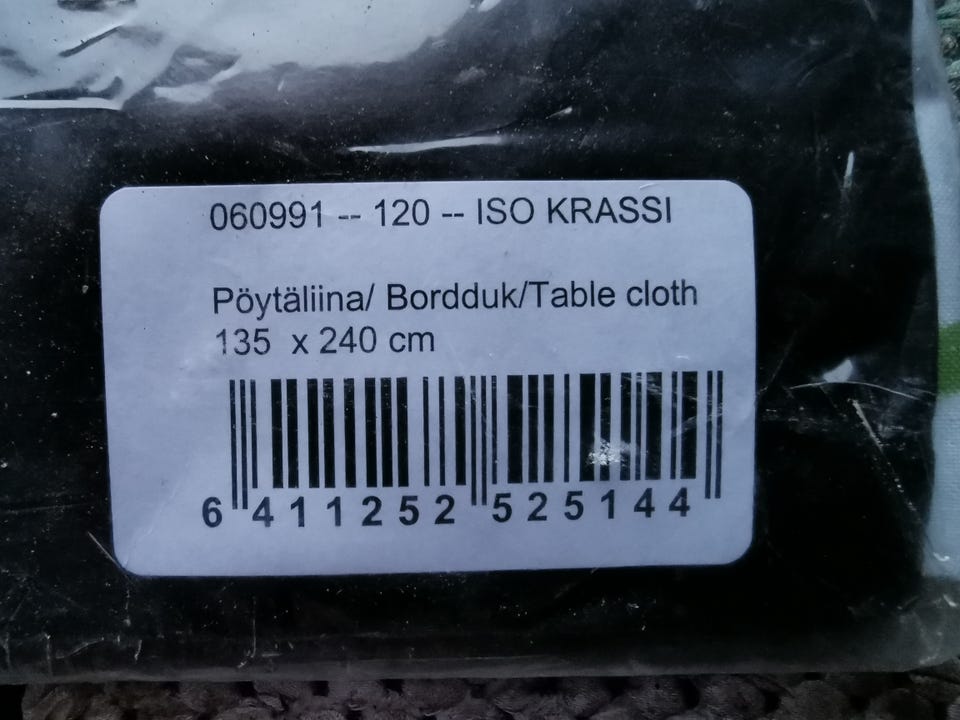 060991 -- 120 -- ISO KRASSI
Pöytäliina/ Bordduk/Table cloth
135 x 240 cm
6 411252 525144